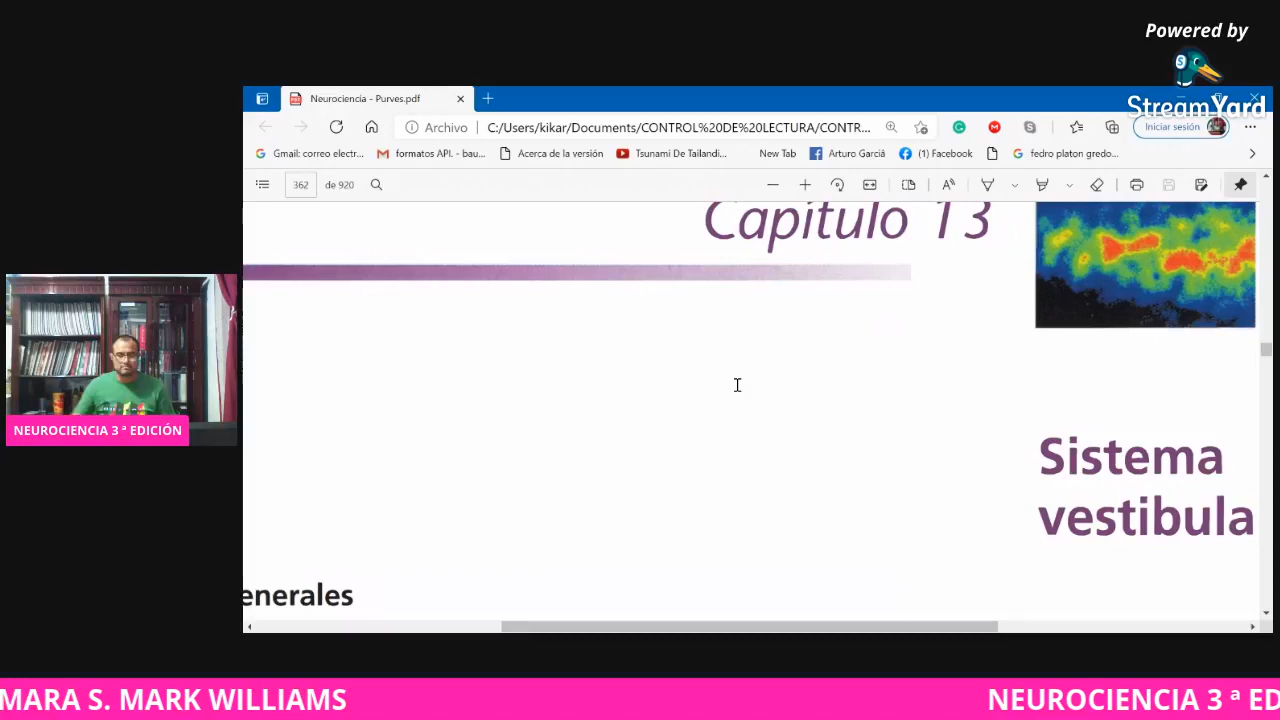 Powered by
StreamYard
Neurociencia - Purves.pdf
Archivo
C:/Users/kikar/Documents/CONTROL%20DE%20LECTURA/CONTR...
Iniciar sesión
Gmail: correo electr...
formatos API. - bau...
Acerca de la versión
Tsunami De Tailandi...
New Tab
Arturo Garcià
(1) Facebook
fedro platon gredo...
362
de 920
Capítulo 13
Sistema
vestibula
enerales
NEUROCIENCIA 3 ª EDICIÓN
MARA S. MARK WILLIAMS
NEUROCIENCIA 3 ª ED